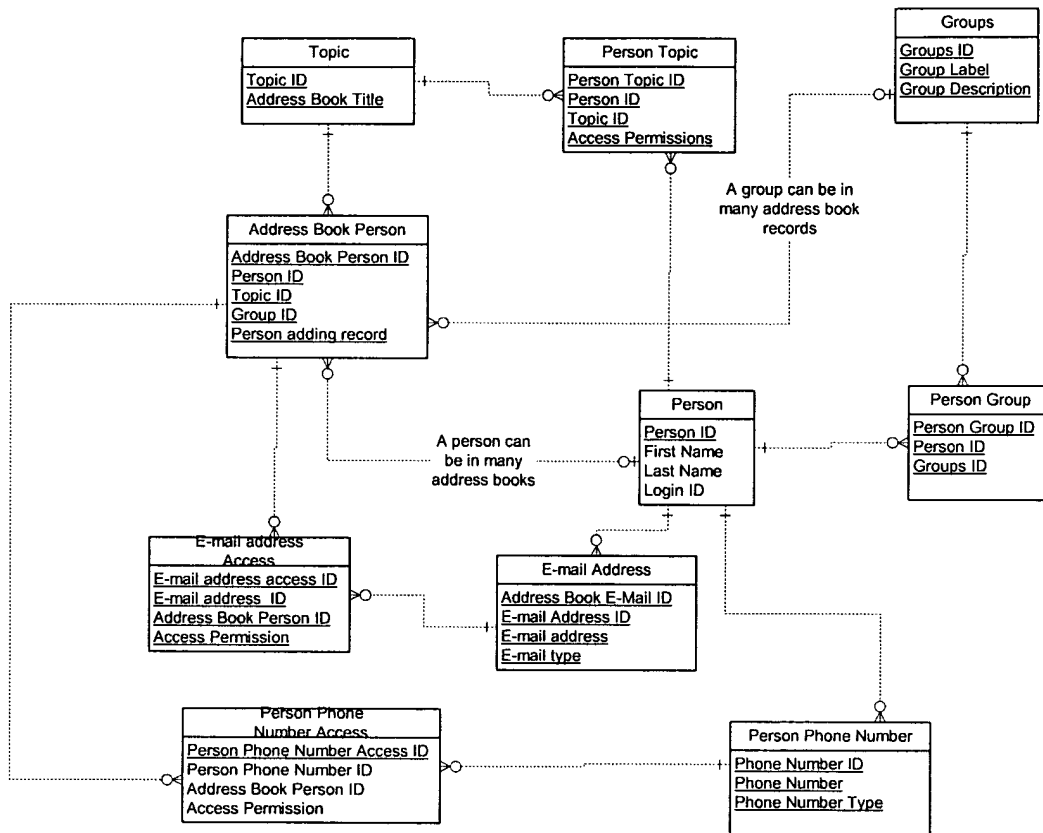 Groups
Groups ID
Group Label
Group Description
Topic
Topic ID
Address Book Title
Person Topic
Person Topic ID
Person ID
Topic ID
Access Permissions
A group can be in
many address book
records
Address Book Person
Address Book Person ID
Person ID
Topic ID
Group ID
Person adding record
Person
Person ID
First Name
Last Name
Login ID
Person Group
Person Group ID
Person ID
Groups ID
A person can
be in many
address books
E-mail address
Access
E-mail address access ID
E-mail address ID
Address Book Person ID
Access Permission
E-mail Address
Address Book E-Mail ID
E-mail Address ID
E-mail address
E-mail type
Person Phone
Number Access
Person Phone Number Access ID
Person Phone Number ID
Address Book Person ID
Access Permission
Person Phone Number
Phone Number ID
Phone Number
Phone Number Type